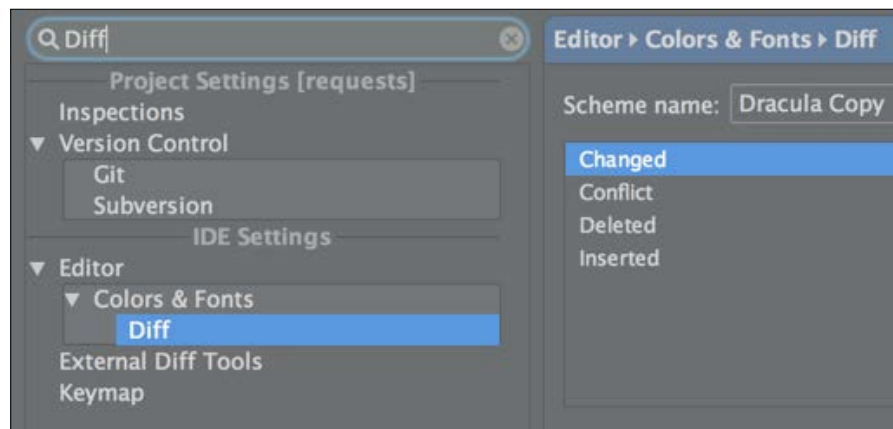 Diff
Project Settings [requests]
Inspections
Version Control
Git
Subversion
IDE Settings
Editor
Colors & Fonts
Diff
External Diff Tools
Keymap
Editor ▸ Colors & Fonts ▸ Diff
Scheme name: Dracula Copy
Changed
Conflict
Deleted
Inserted